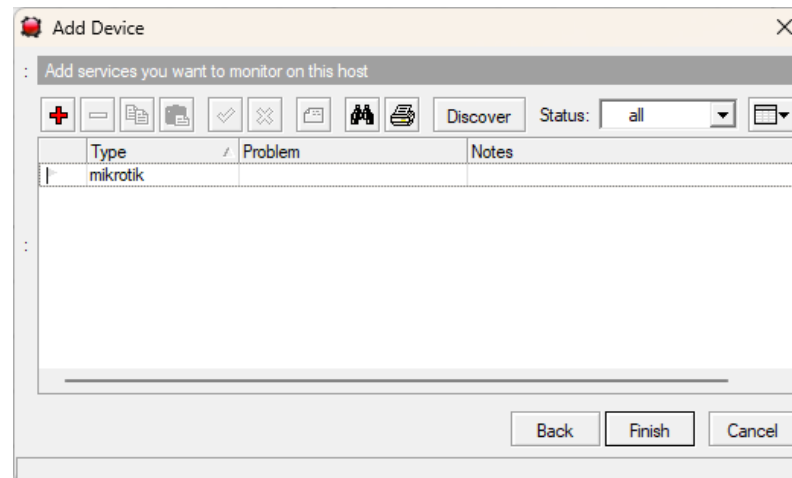 Add Device
Add services you want to monitor on this host
Discover Status: all
Type Problem Notes
mikrotik
Back Finish Cancel